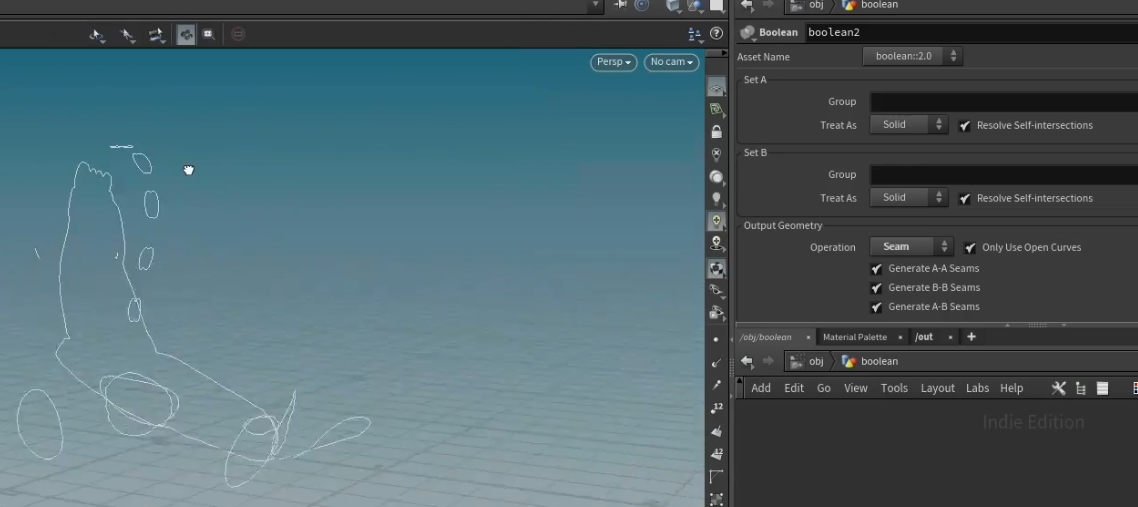 obj boolean
Boolean boolean2
Asset Name boolean::2.0
Persp No cam
Set A
Group
Treat As Solid Resolve Self-intersections
Set B
Group
Treat As Solid Resolve Self-intersections
Output Geometry
Operation Seam Only Use Open Curves
Generate A-A Seams
Generate B-B Seams
Generate A-B Seams
/obj/boolean Material Palette /out
obj boolean
Add Edit Go View Tools Layout Labs Help
12
Indie Edition
12